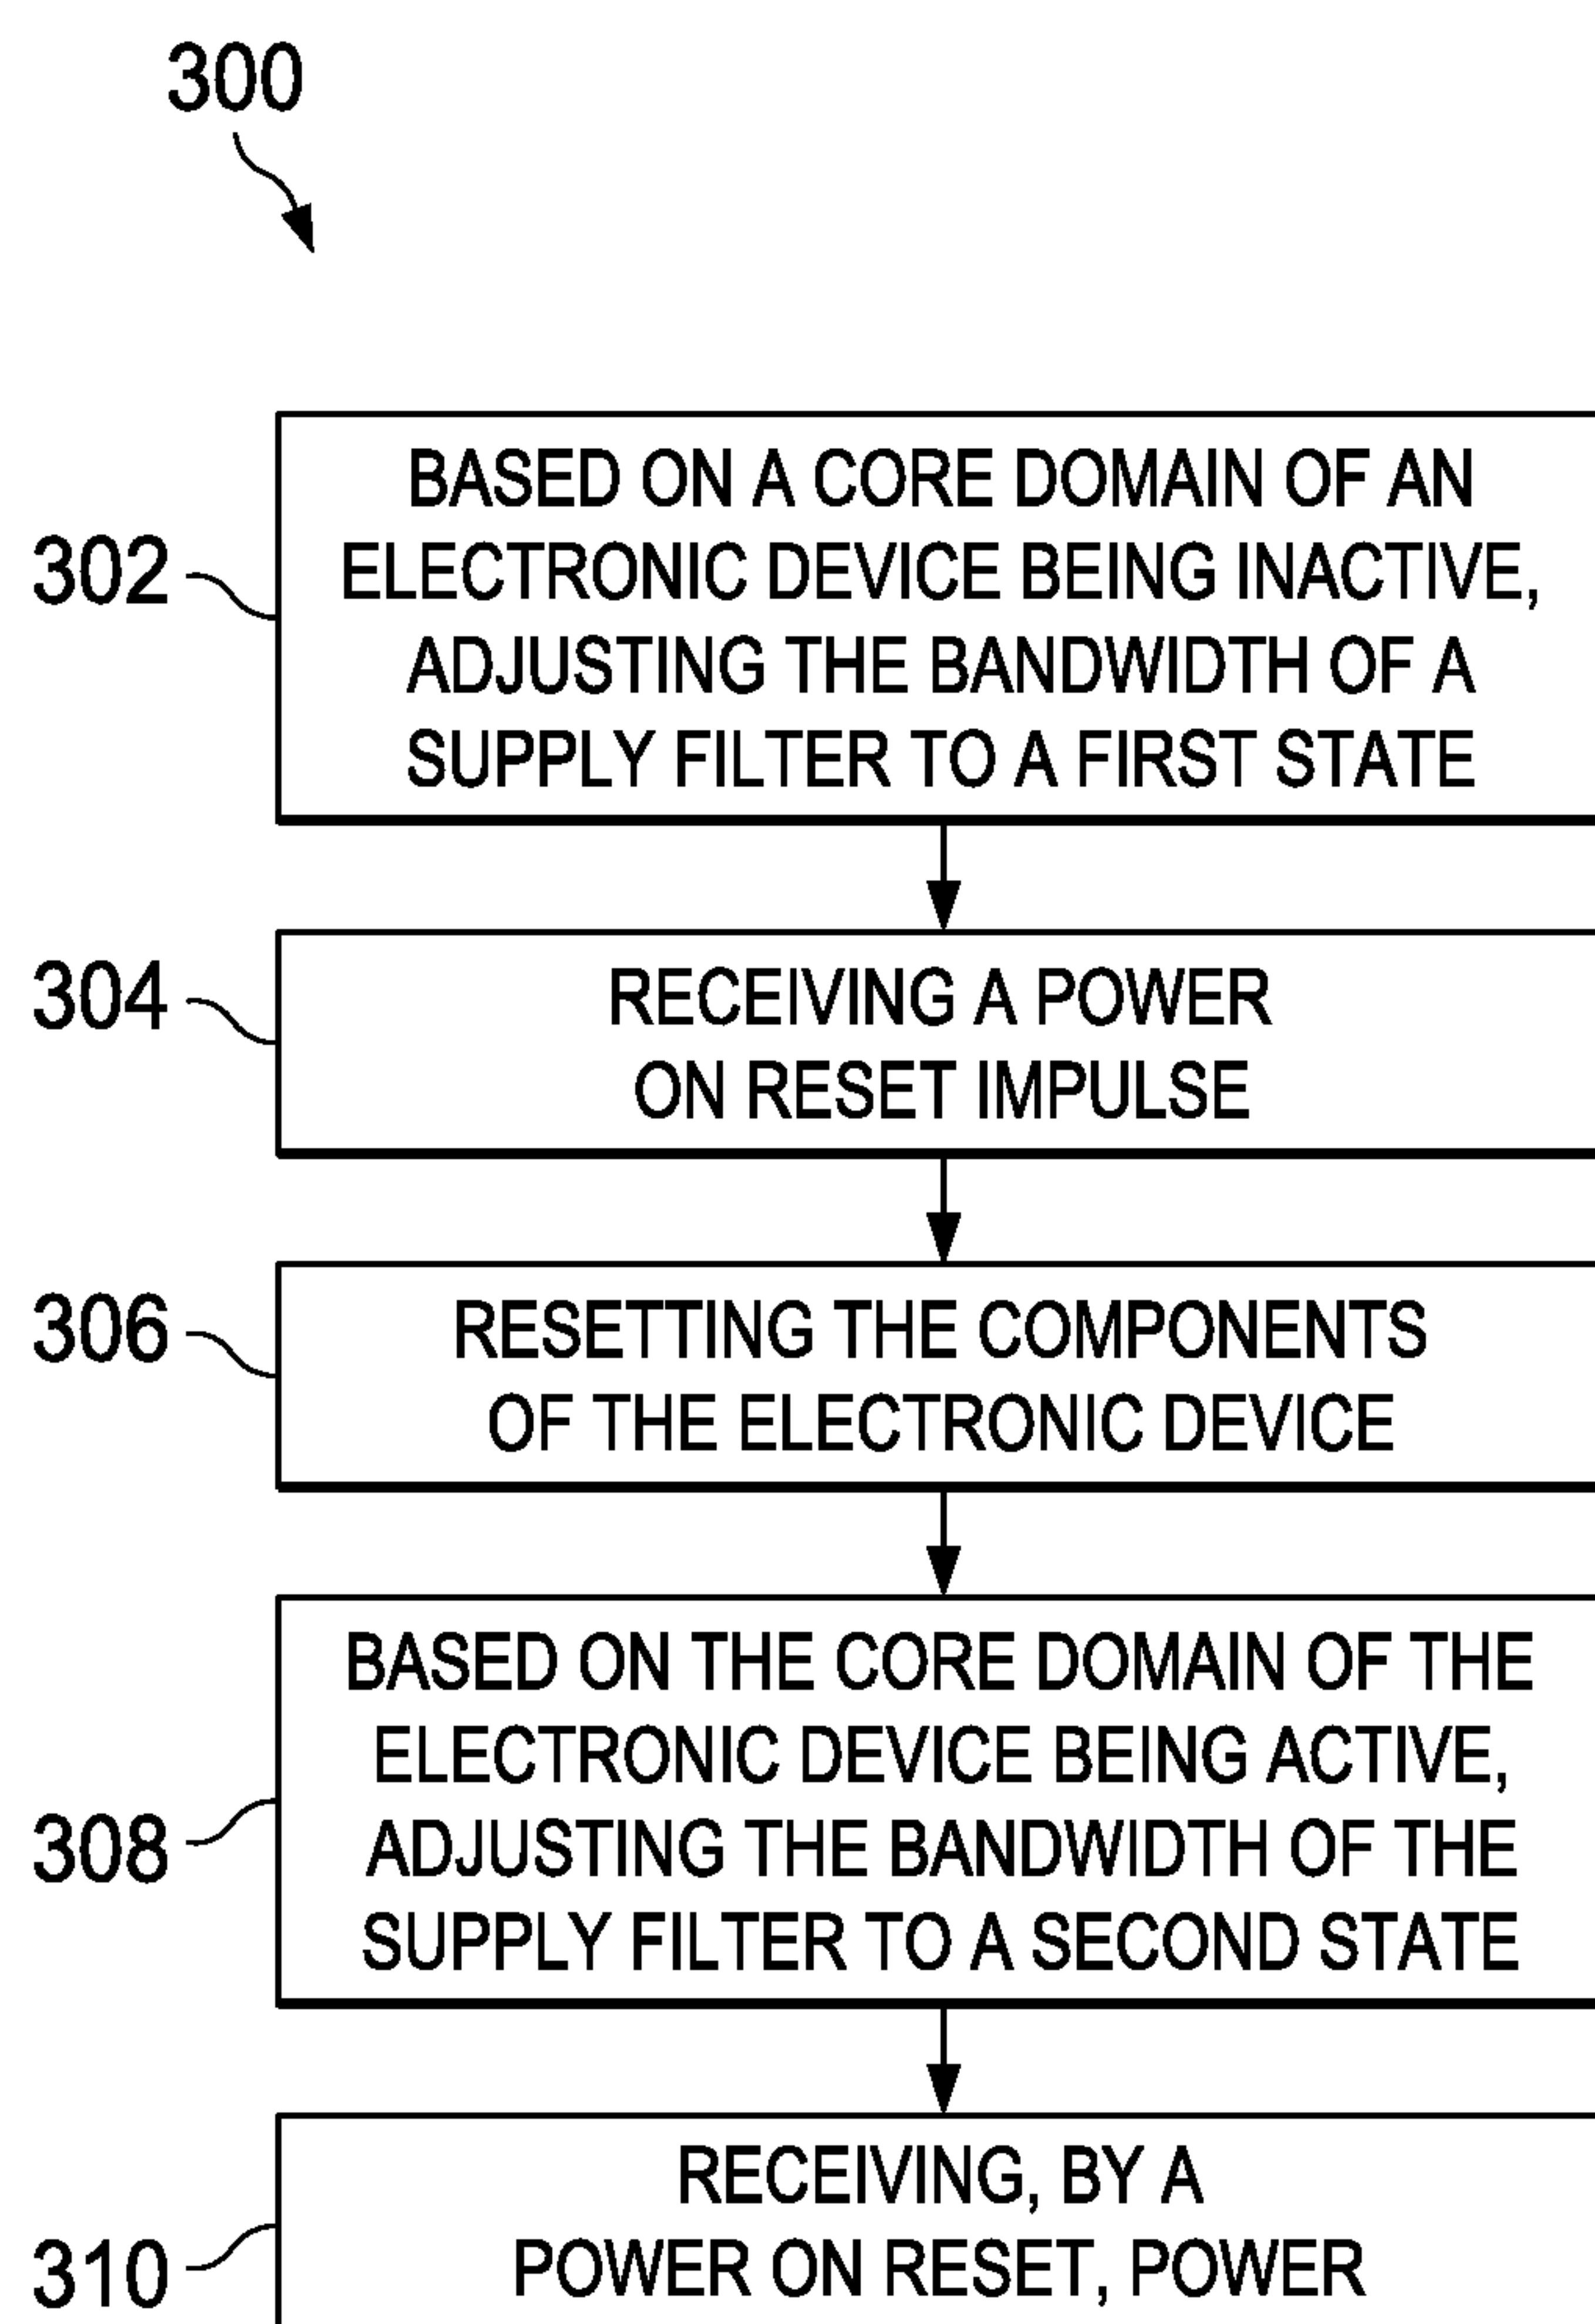 300
302
BASED ON A CORE DOMAIN OF AN
ELECTRONIC DEVICE BEING INACTIVE,
ADJUSTING THE BANDWIDTH OF A
SUPPLY FILTER TO A FIRST STATE
304
RECEIVING A POWER
ON RESET IMPULSE
306
RESETTING THE COMPONENTS
OF THE ELECTRONIC DEVICE
308
BASED ON THE CORE DOMAIN OF THE
ELECTRONIC DEVICE BEING ACTIVE,
ADJUSTING THE BANDWIDTH OF THE
SUPPLY FILTER TO A SECOND STATE
310
RECEIVING, BY A
POWER ON RESET, POWER